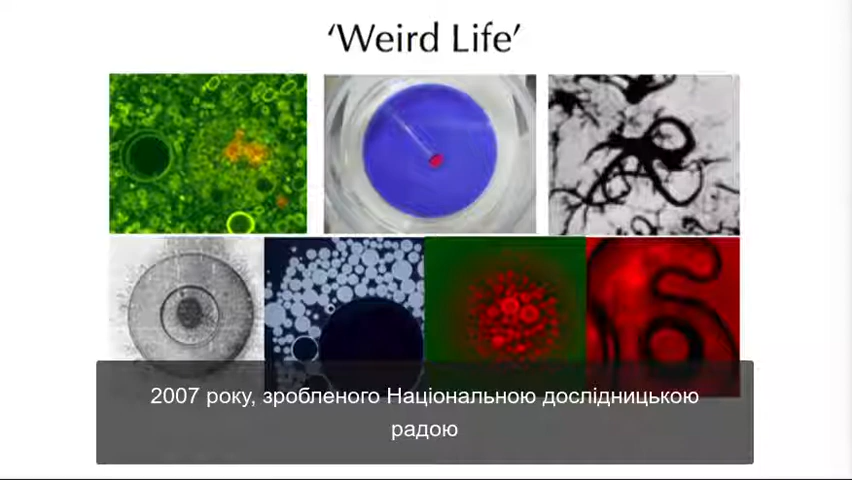 ‘Weird Life’
2007 року, зробленого Національною дослідницькою
радою